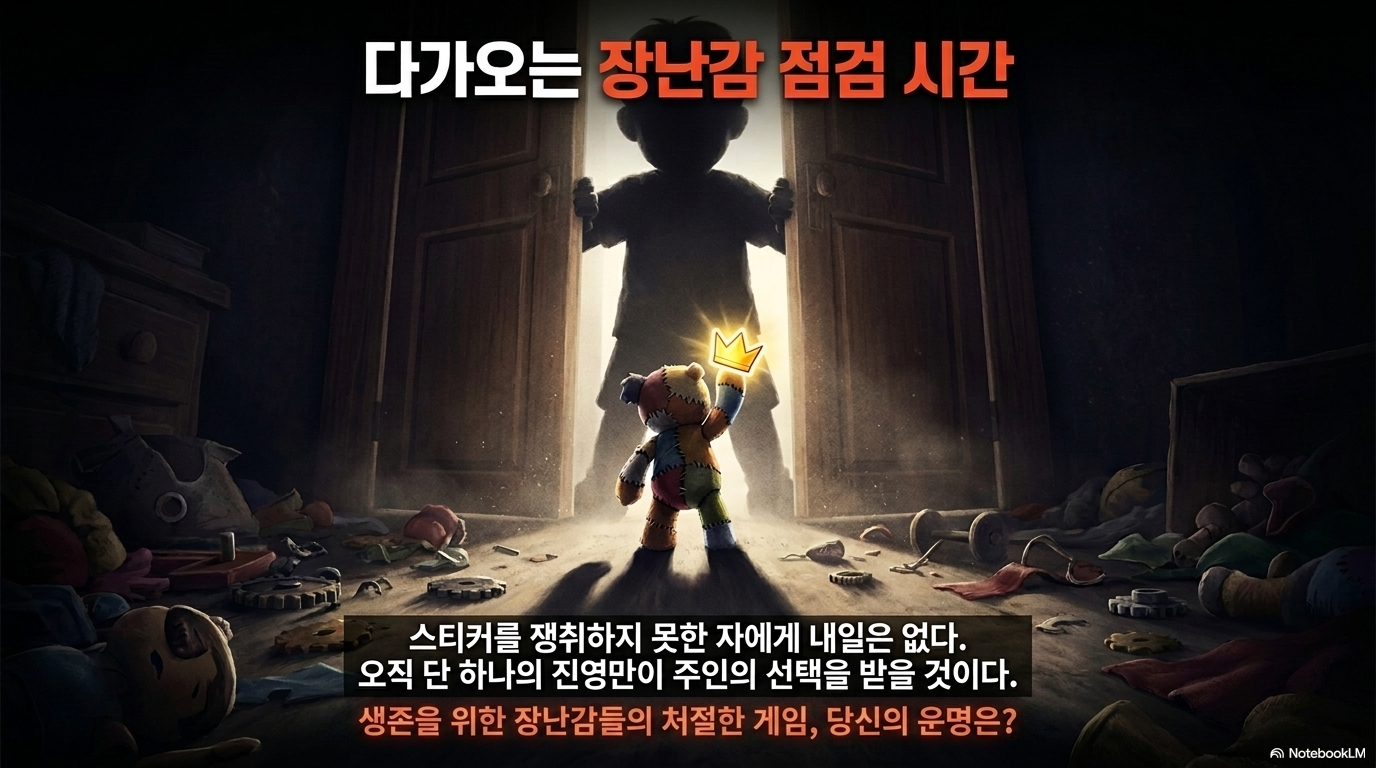 다가오는 장난감 점검 시간
스티커를 쟁취하지 못한 자에게 내일은 없다.
오직 단 하나의 진영만이 주인의 선택을 받을 것이다.
생존을 위한 장난감들의 처절한 게임, 당신의 운명은?
NotebookLM